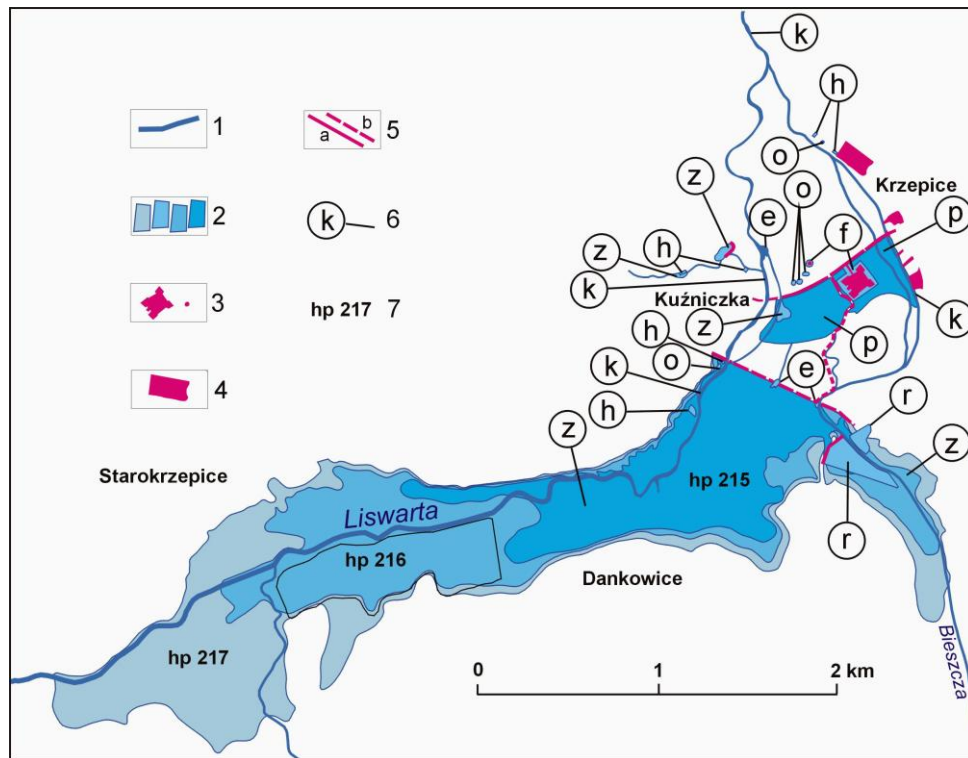 k
1
a
b
5
h
o
Krzepice
z
o
p
2
k
6
e
f
z
h
k
3
hp 217
7
Kuźniczka
k
h
z
p
o
k
e
4
h
r
z
z
Starokrzepice
hp 215
Liswarta
r
hp 216
Dankowice
hp 217
Bieszcza
0
1
2 km